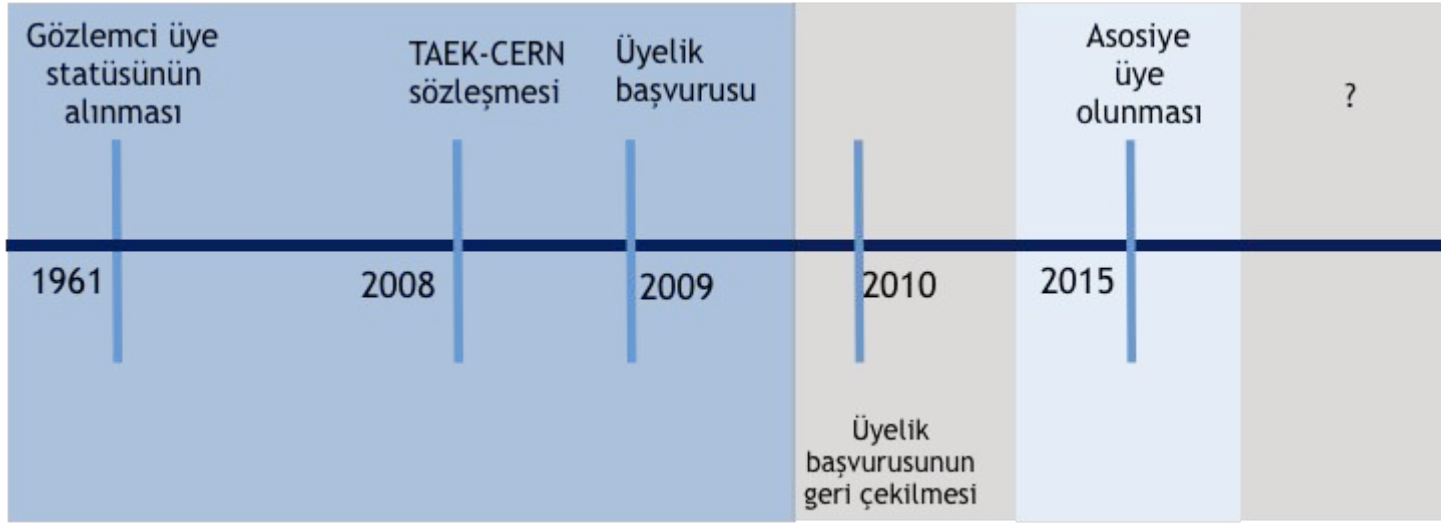 Gözlemci üye
statüsünün
alınması
TAEK-CERN
sözleşmesi
Üyelik
başvurusu
Asosiye
üye
olunması
?
1961
2008
2009
2010
2015
Üyelik
başvurusunun
geri çekilmesi